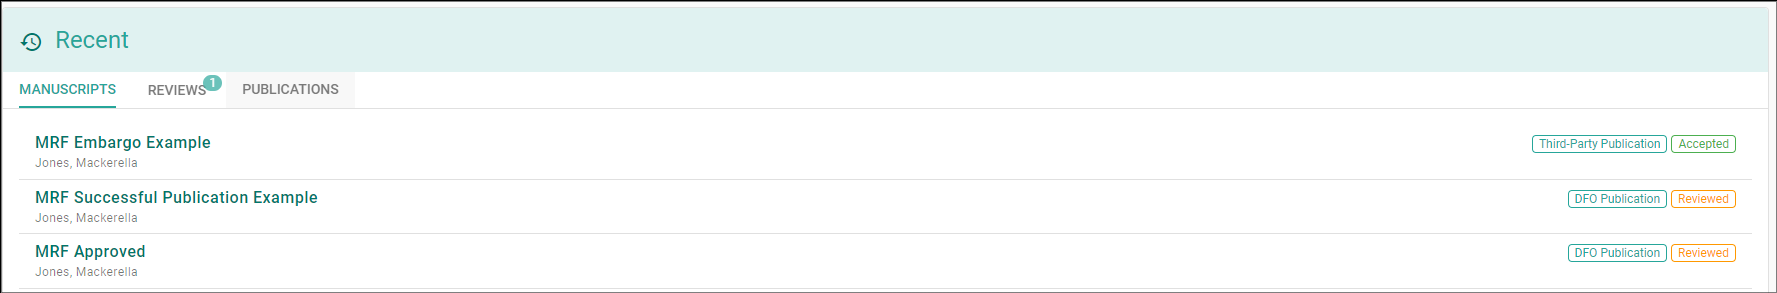 Recent
MANUSCRIPTS REVIEWS 1 PUBLICATIONS
MRF Embargo Example Third-Party Publication Accepted
Jones, Mackerella
MRF Successful Publication Example DFO Publication Reviewed
Jones, Mackerella
MRF Approved DFO Publication Reviewed
Jones, Mackerella